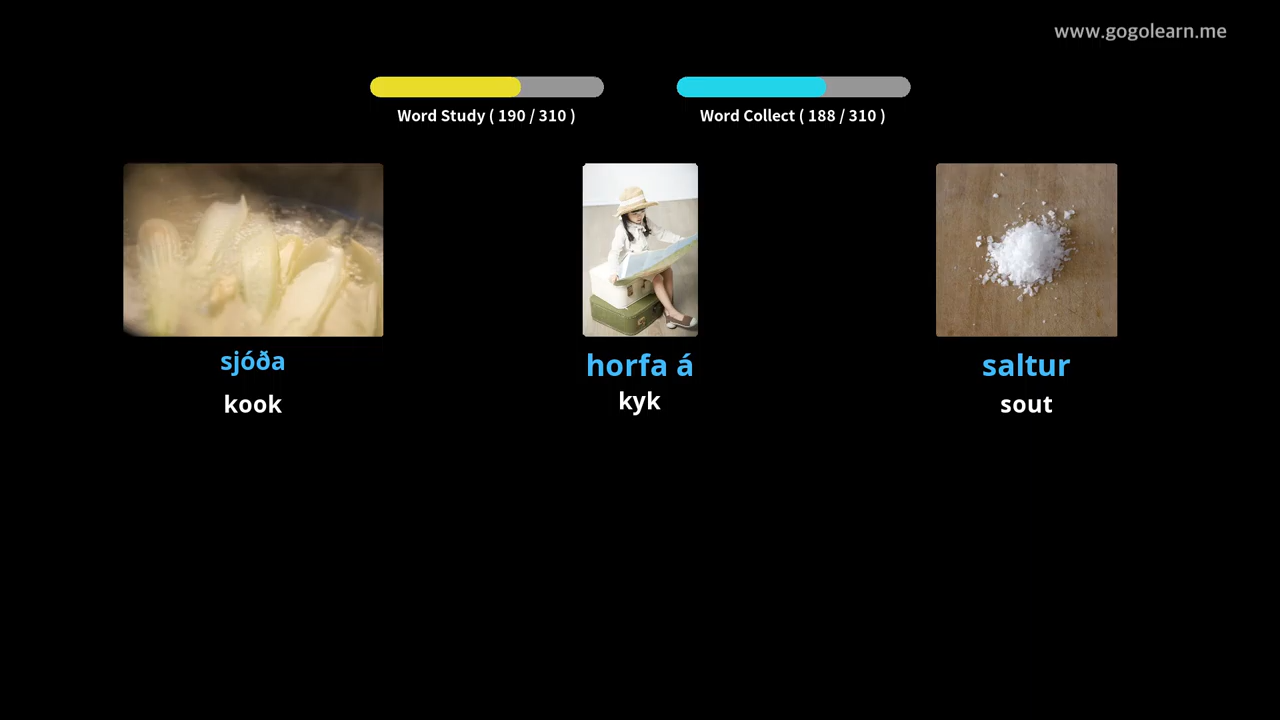 www.gogolearn.me
Word Study ( 190 / 310 )
Word Collect ( 188 / 310 )
sjóða
horfa á
saltur
kook
kyk
sout